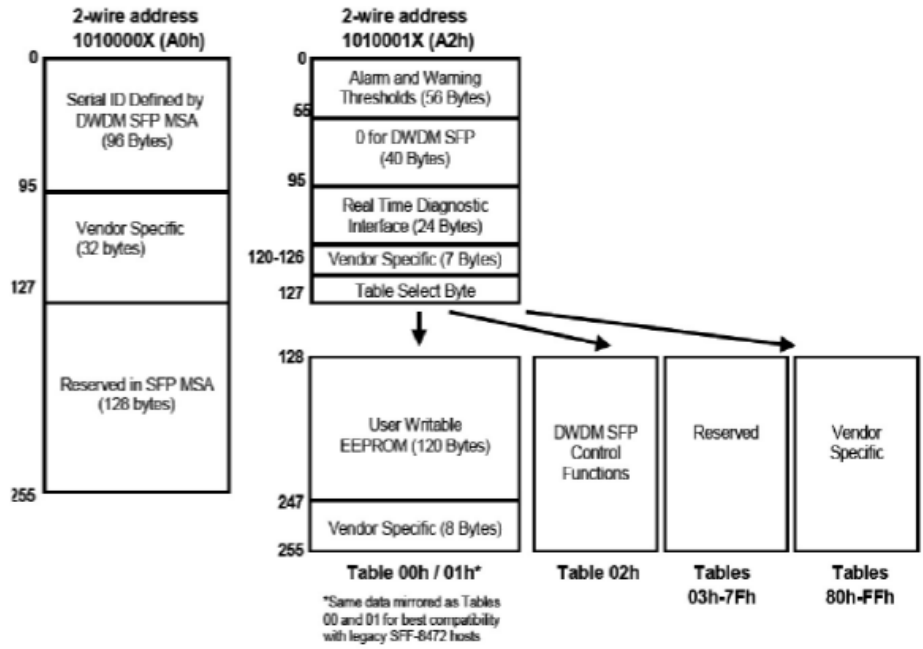 2-wire address
1010000X (A0h)
0
Serial ID Defined by
DWDM SFP MSA
(96 Bytes)
95
Vendor Specific
(32 bytes)
127
Reserved in SFP MSA
(128 bytes)
255
2-wire address
1010001X (A2h)
0
Alarm and Warning
Thresholds (56 Bytes)
55
0 for DWDM SFP
(40 Bytes)
95
Real Time Diagnostic
Interface (24 Bytes)
120-126
Vendor Specific (7 Bytes)
127
Table Select Byte
128
User Writable
EEPROM (120 Bytes)
247
Vendor Specific (8 Bytes)
255
Table 00h / 01h*
*Same data mirrored as Tables
00 and 01 for best compatibility
with legacy SFF-8472 hosts
DWDM SFP
Control
Functions
Table 02h
Reserved
Tables
03h-7Fh
Vendor
Specific
Tables
80h-FFh